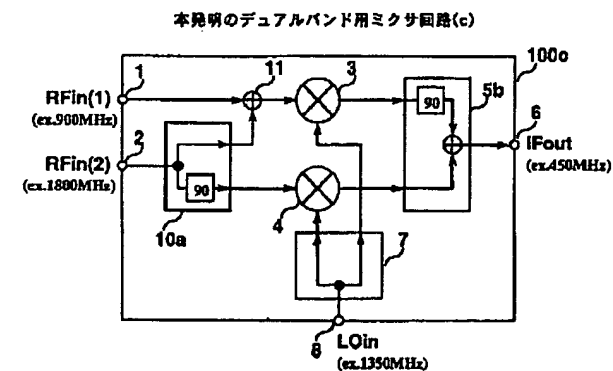 本発明のデュアルバンド用ミクサ回路(c)
100c
1
11
3
5b
RFin(1)
(ex.900MHz)
90
6
2
IFout
(ex.450MHz)
RFin(2)
(ex.1800MHz)
90
4
10a
7
8
LOin
(ex.1350MHz)